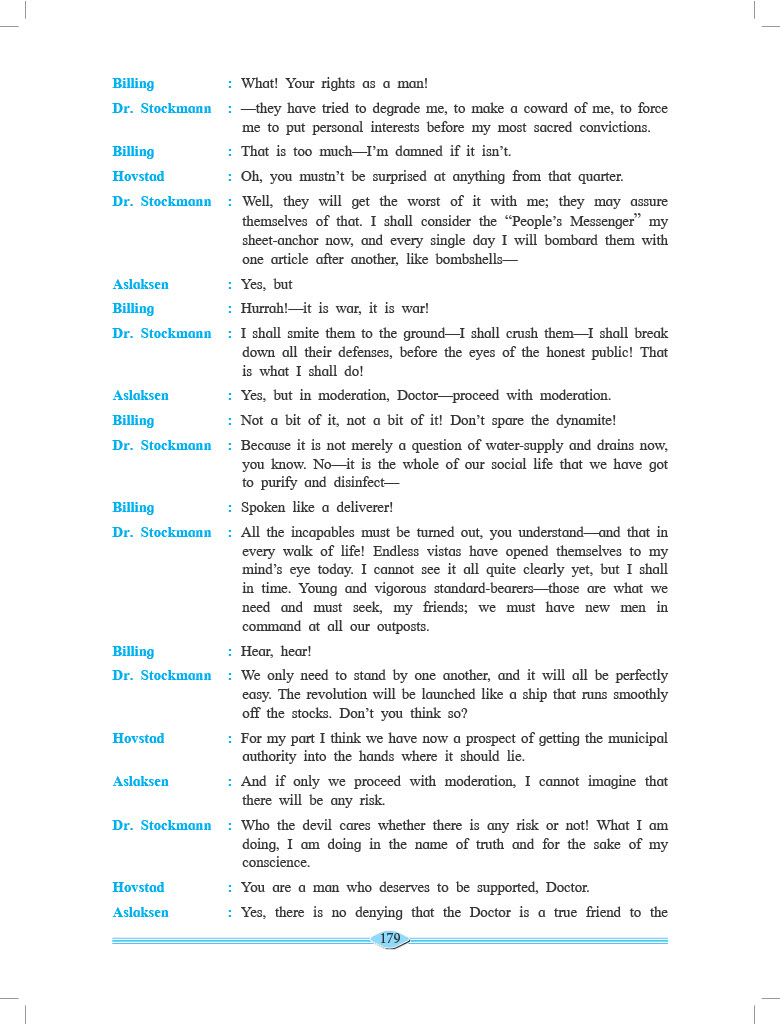 Billing : What! Your rights as a man!
Dr. Stockmann : —they have tried to degrade me, to make a coward of me, to force
me to put personal interests before my most sacred convictions.
Billing : That is too much—I'm damned if it isn't.
Hovstad : Oh, you mustn't be surprised at anything from that quarter.
Dr. Stockmann : Well, they will get the worst of it with me; they may assure
themselves of that. I shall consider the “People's Messenger” my
sheet-anchor now, and every single day I will bombard them with
one article after another, like bombshells—
Aslaksen : Yes, but
Billing : Hurrah!—it is war, it is war!
Dr. Stockmann : I shall smite them to the ground—I shall crush them—I shall break
down all their defenses, before the eyes of the honest public! That
is what I shall do!
Aslaksen : Yes, but in moderation, Doctor—proceed with moderation.
Billing : Not a bit of it, not a bit of it! Don't spare the dynamite!
Dr. Stockmann : Because it is not merely a question of water-supply and drains now,
you know. No—it is the whole of our social life that we have got
to purify and disinfect—
Billing : Spoken like a deliverer!
Dr. Stockmann : All the incapables must be turned out, you understand—and that in
every walk of life! Endless vistas have opened themselves to my
mind's eye today. I cannot see it all quite clearly yet, but I shall
in time. Young and vigorous standard-bearers—those are what we
need and must seek, my friends; we must have new men in
command at all our outposts.
Billing : Hear, hear!
Dr. Stockmann : We only need to stand by one another, and it will all be perfectly
easy. The revolution will be launched like a ship that runs smoothly
off the stocks. Don't you think so?
Hovstad : For my part I think we have now a prospect of getting the municipal
authority into the hands where it should lie.
Aslaksen : And if only we proceed with moderation, I cannot imagine that
there will be any risk.
Dr. Stockmann : Who the devil cares whether there is any risk or not! What I am
doing, I am doing in the name of truth and for the sake of my
conscience.
Hovstad : You are a man who deserves to be supported, Doctor.
Aslaksen : Yes, there is no denying that the Doctor is a true friend to the
179